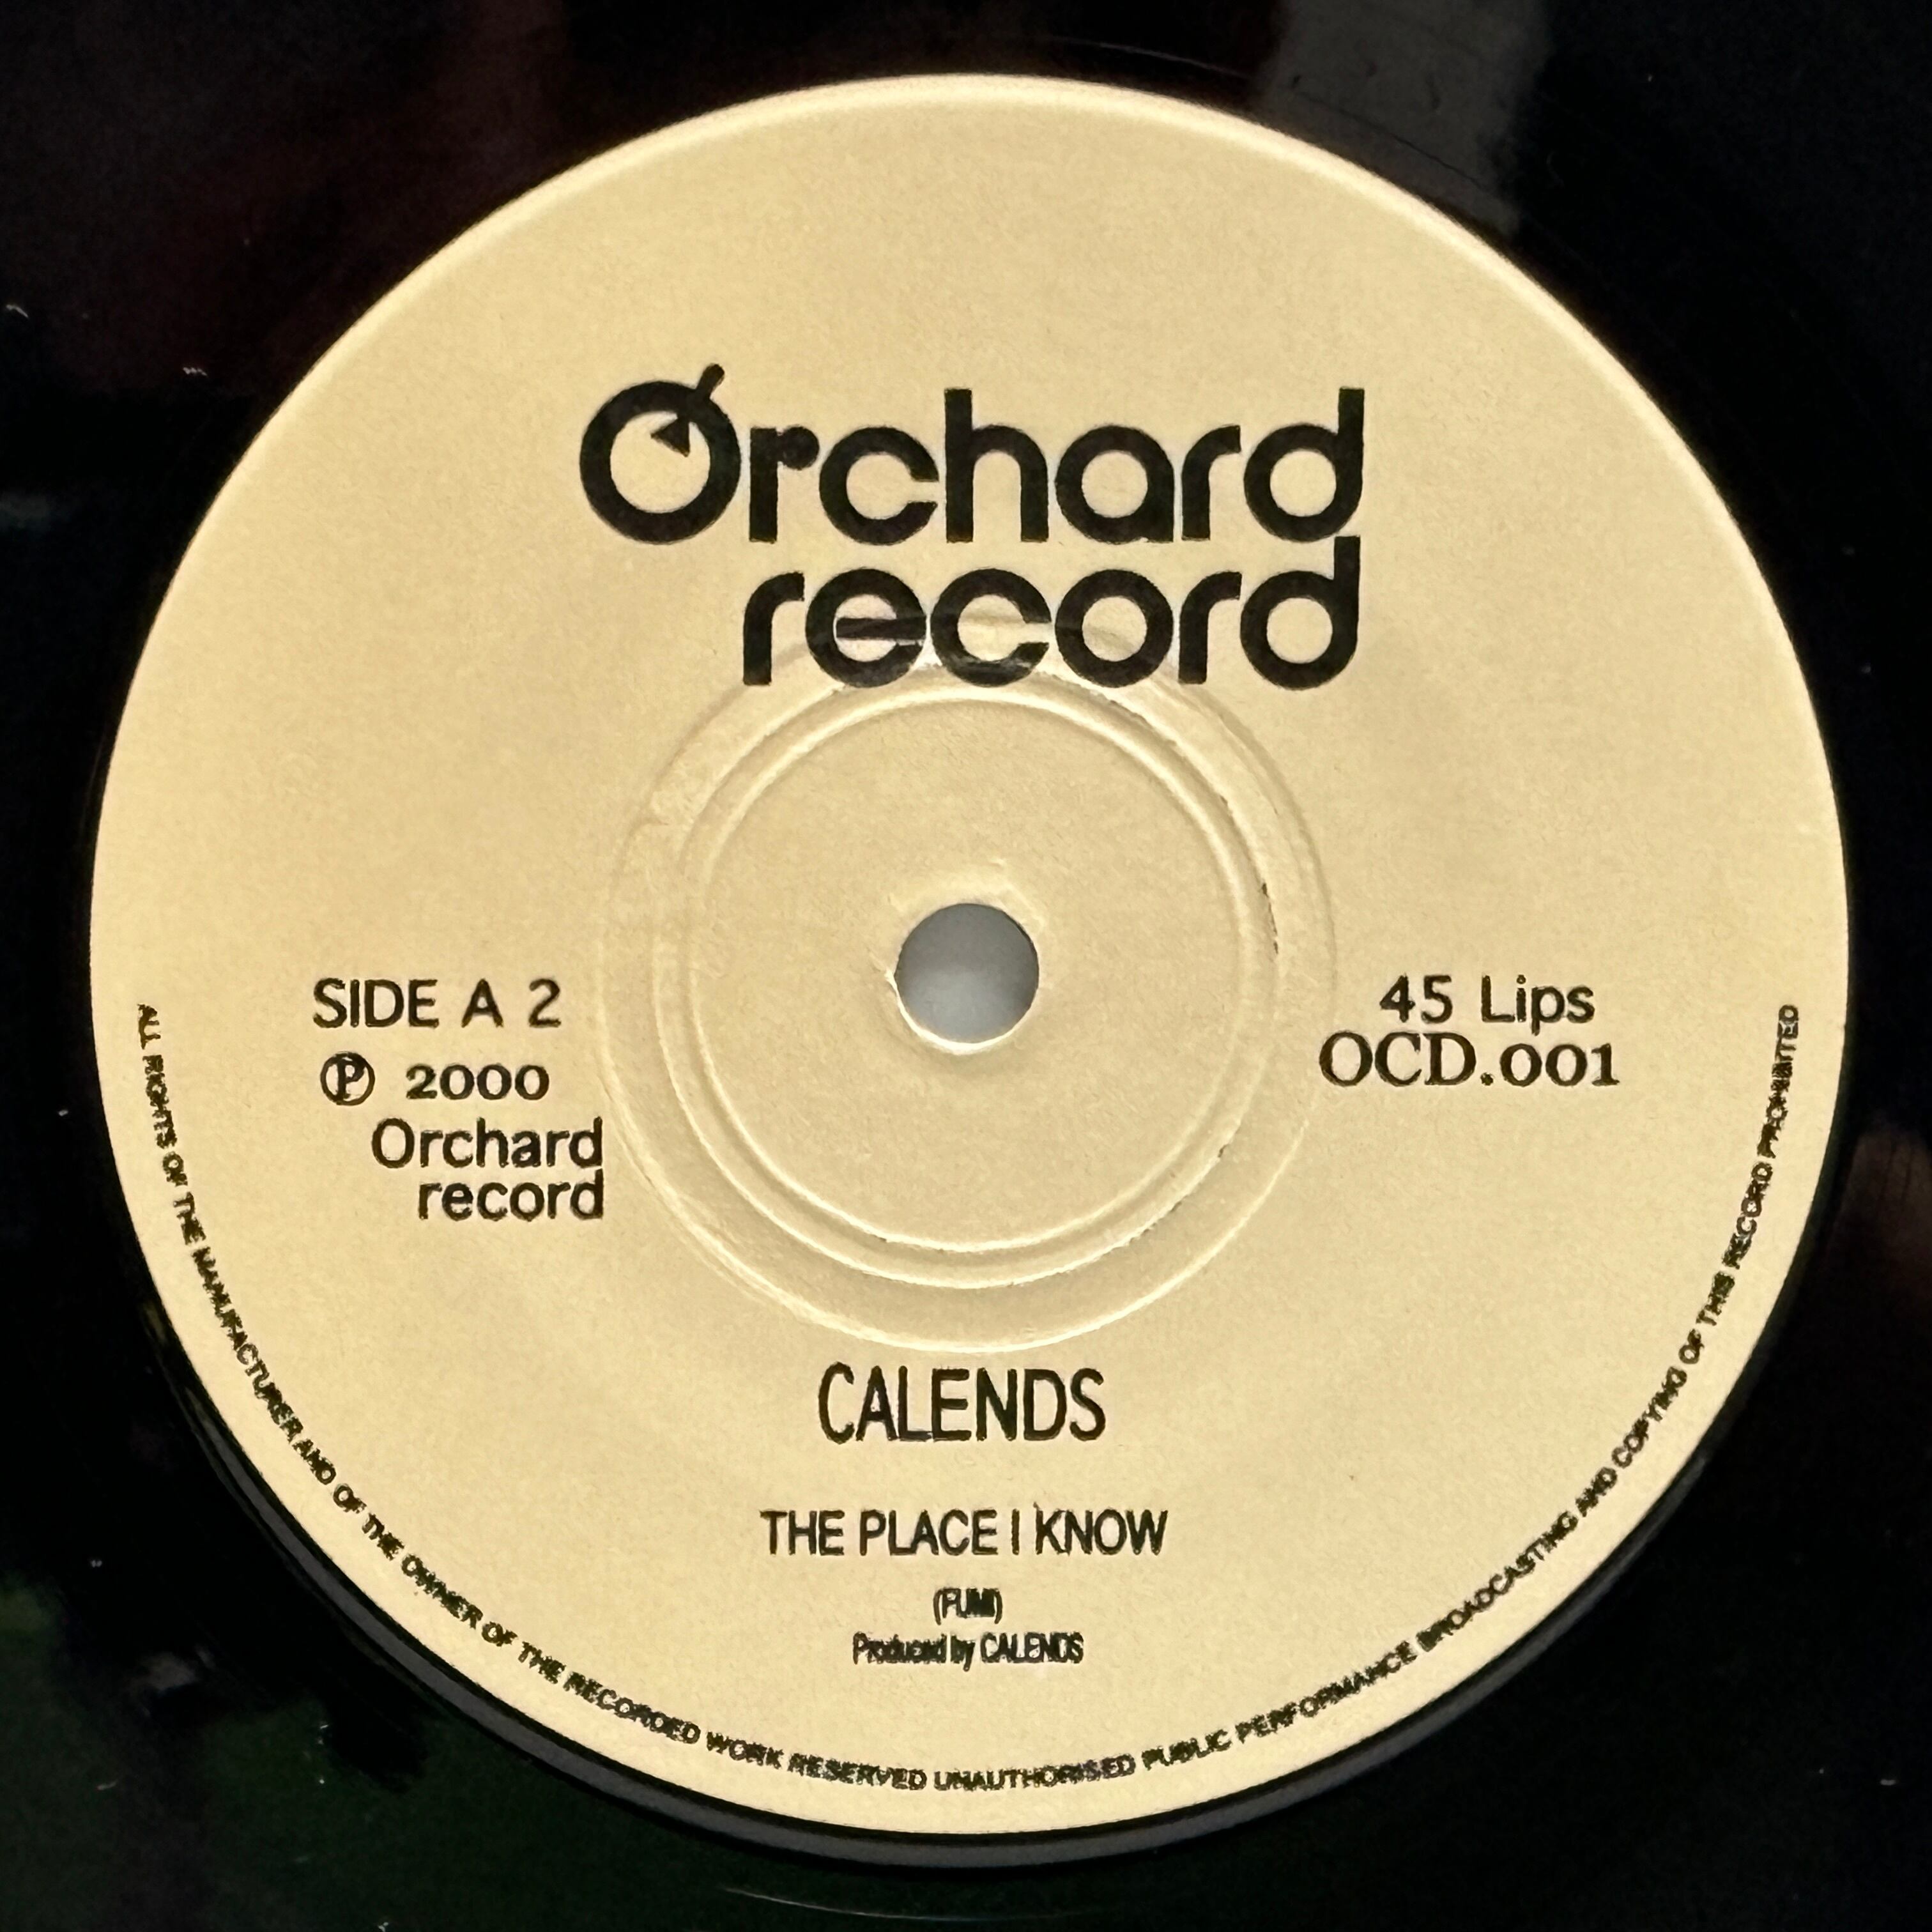 Orchard
record
SIDE A 2
℗ 2000
Orchard
record
45 Lips
OCD.001
CALENDS
THE PLACE I KNOW
(FUMI)
Produced by CALENDS
ALL RIGHTS OF THE MANUFACTURER AND OF THE OWNER OF THE RECORDED WORK RESERVED UNAUTHORISED PUBLIC PERFORMANCE BROADCASTING AND COPYING OF THIS RECORD PROHIBITED